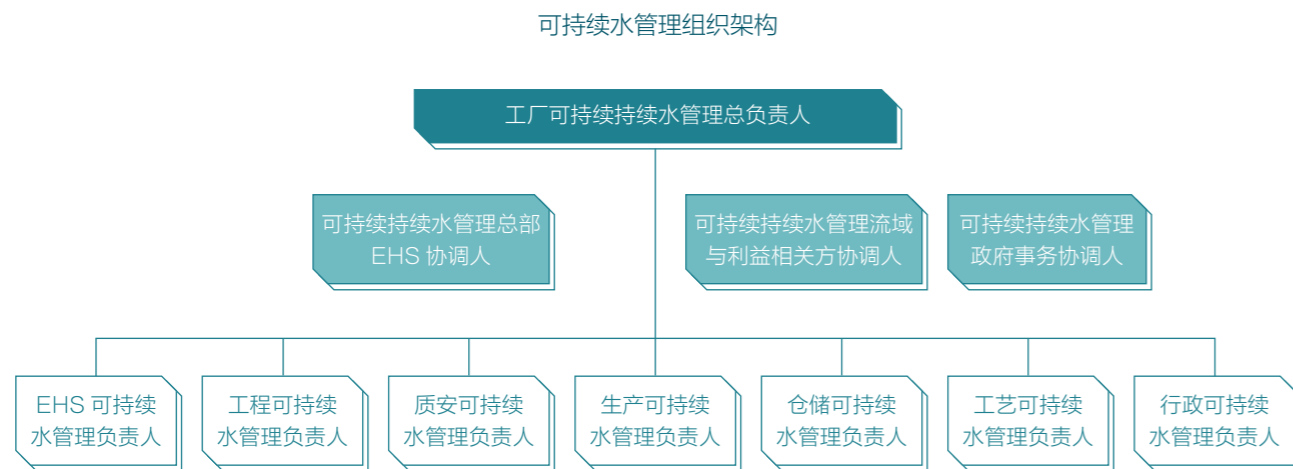 可持续水管理组织架构
工厂可持续持续水管理总负责人
可持续持续水管理总部
EHS 协调人
可持续持续水管理流域
与利益相关方协调人
可持续持续水管理
政府事务协调人
EHS 可持续
水管理负责人
工程可持续
水管理负责人
质安可持续
水管理负责人
生产可持续
水管理负责人
仓储可持续
水管理负责人
工艺可持续
水管理负责人
行政可持续
水管理负责人